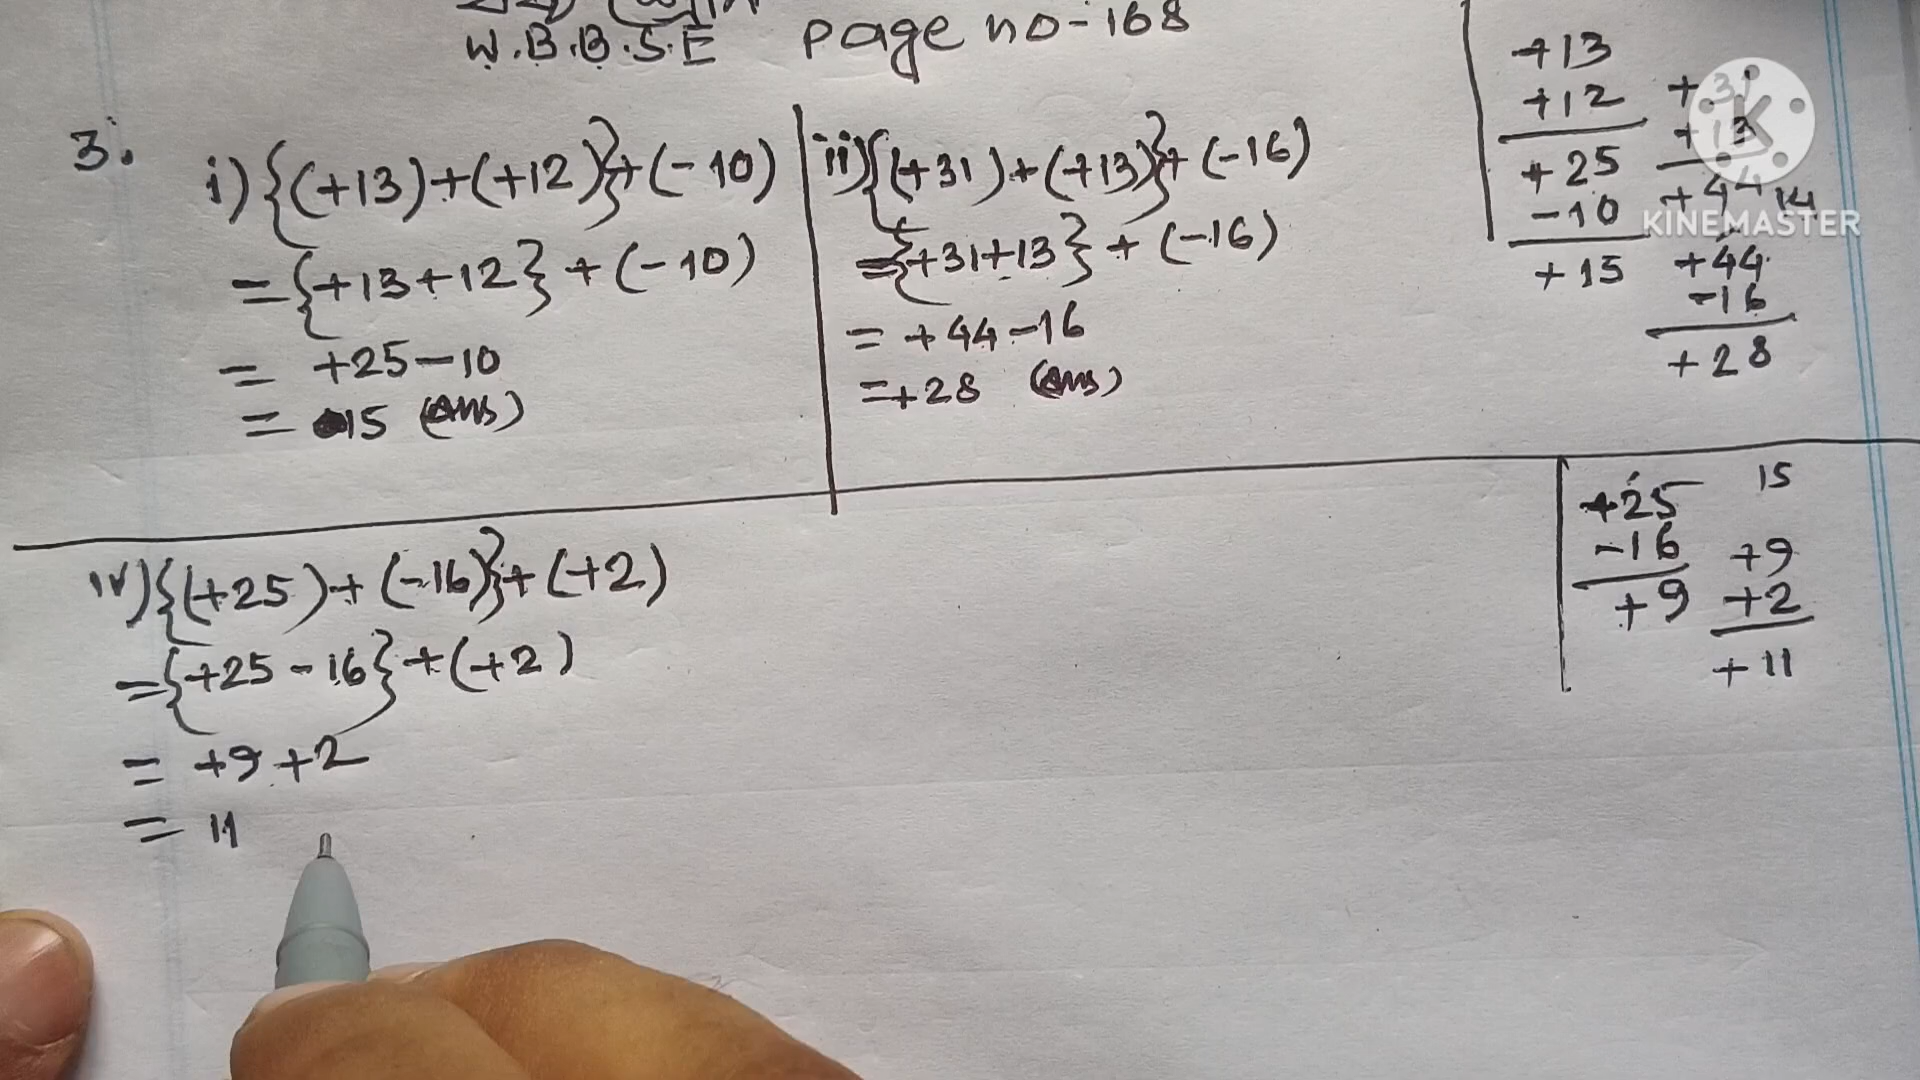 W.B.B.S.E page no-168
3.
i) {(+13)+(+12)}+(-10)
= {+13+12} + (-10)
= +25-10
= 15 (Ans)
ii) {(+31)+(+13)}+(-16)
= {+31+13} + (-16)
= +44-16
= +28 (Ans)
+13
+12
+25
-10
+15
+31
+13
+44
14
+44
-16
+28
KINEMASTER
iv) {(+25)+(-16)}+(+2)
= {+25-16}+(+2)
= +9+2
= 11
+25
-16
+9
15
+9
+2
+11